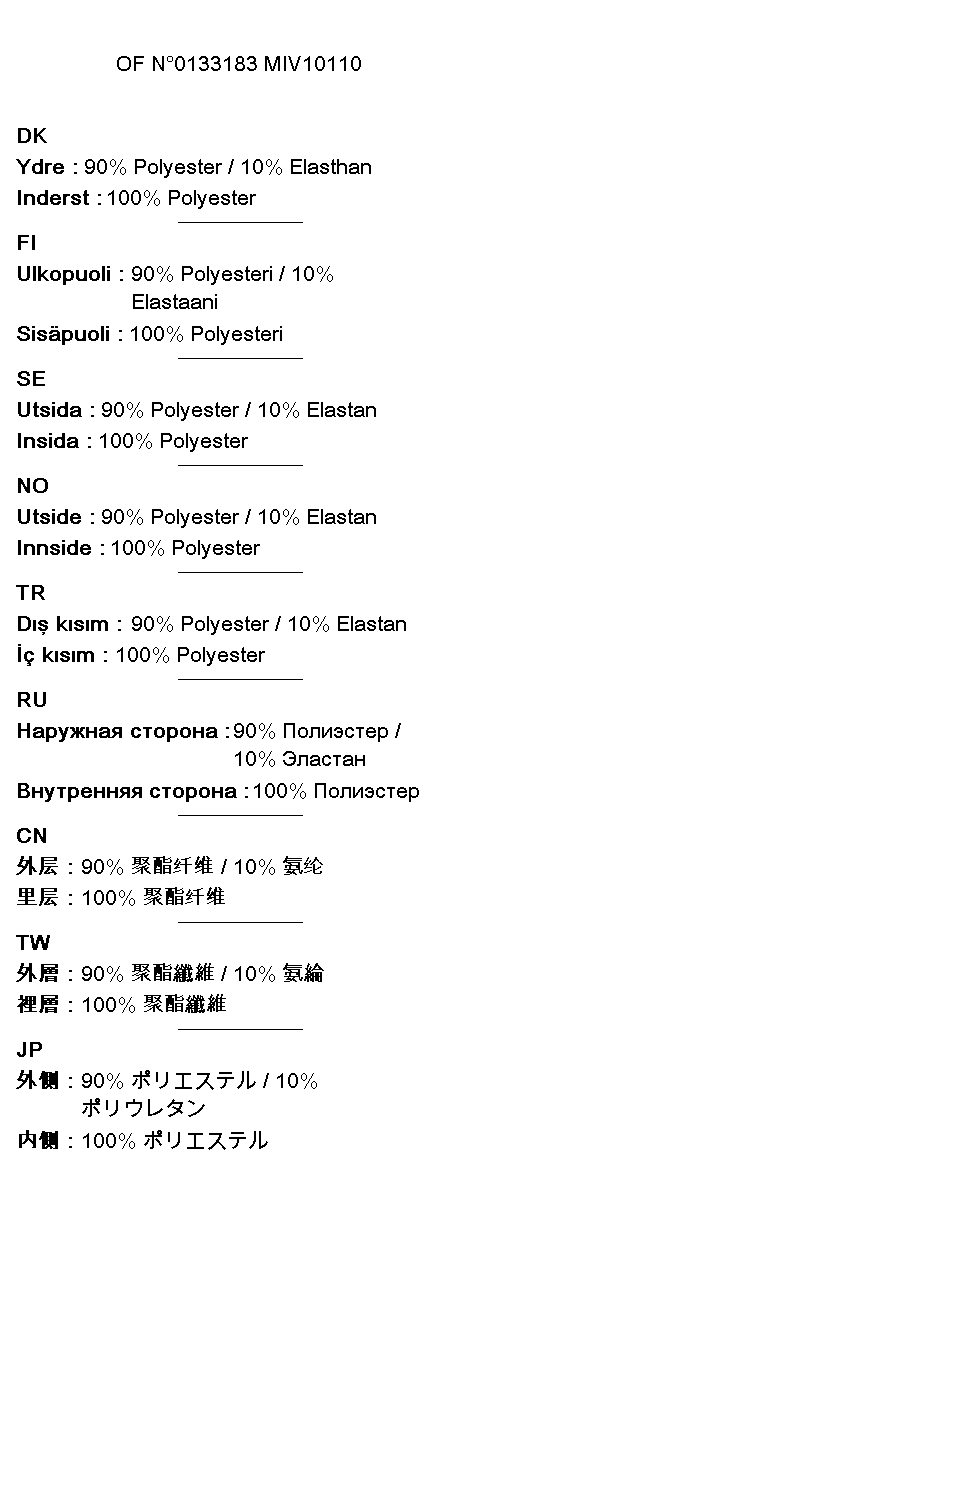 OF N°0133183 MIV10110
DK
Ydre : 90% Polyester / 10% Elasthan
Inderst : 100% Polyester
FI
Ulkopuoli : 90% Polyesteri / 10%
Elastaani
Sisäpuoli : 100% Polyesteri
SE
Utsida : 90% Polyester / 10% Elastan
Insida : 100% Polyester
NO
Utside : 90% Polyester / 10% Elastan
Innside : 100% Polyester
TR
Dış kısım : 90% Polyester / 10% Elastan
İç kısım : 100% Polyester
RU
Наружная сторона : 90% Полиэстер /
10% Эластан
Внутренняя сторона : 100% Полиэстер
CN
外层 : 90% 聚酯纤维 / 10% 氨纶
里层 : 100% 聚酯纤维
TW
外層 : 90% 聚酯纖維 / 10% 氨綸
裡層 : 100% 聚酯纖維
JP
外側 : 90% ポリエステル / 10%
ポリウレタン
内側 : 100% ポリエステル